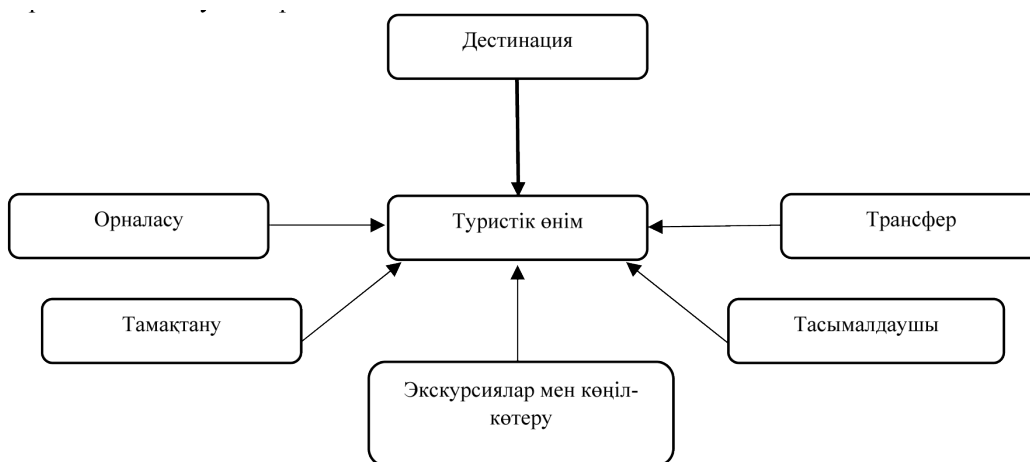 Дестинация
Орналасу
Туристік өнім
Трансфер
Тамақтану
Тасымалдаушы
Экскурсиялар мен көңіл-
көтеру